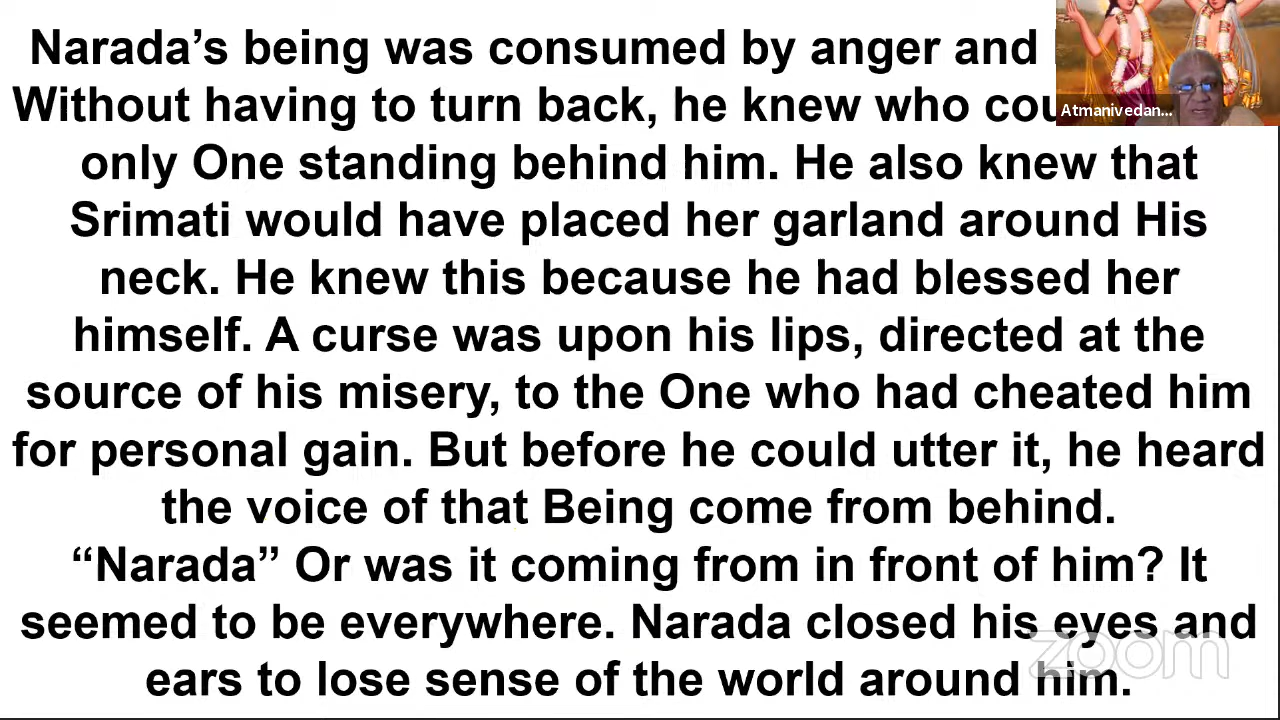 Narada’s being was consumed by anger and
Without having to turn back, he knew who
only One standing behind him. He also knew that
Srimati would have placed her garland around His
neck. He knew this because he had blessed her
himself. A curse was upon his lips, directed at the
source of his misery, to the One who had cheated him
for personal gain. But before he could utter it, he heard
the voice of that Being come from behind.
“Narada” Or was it coming from in front of him? It
seemed to be everywhere. Narada closed his eyes and
ears to lose sense of the world around him.
Atmanivedan...
zoom